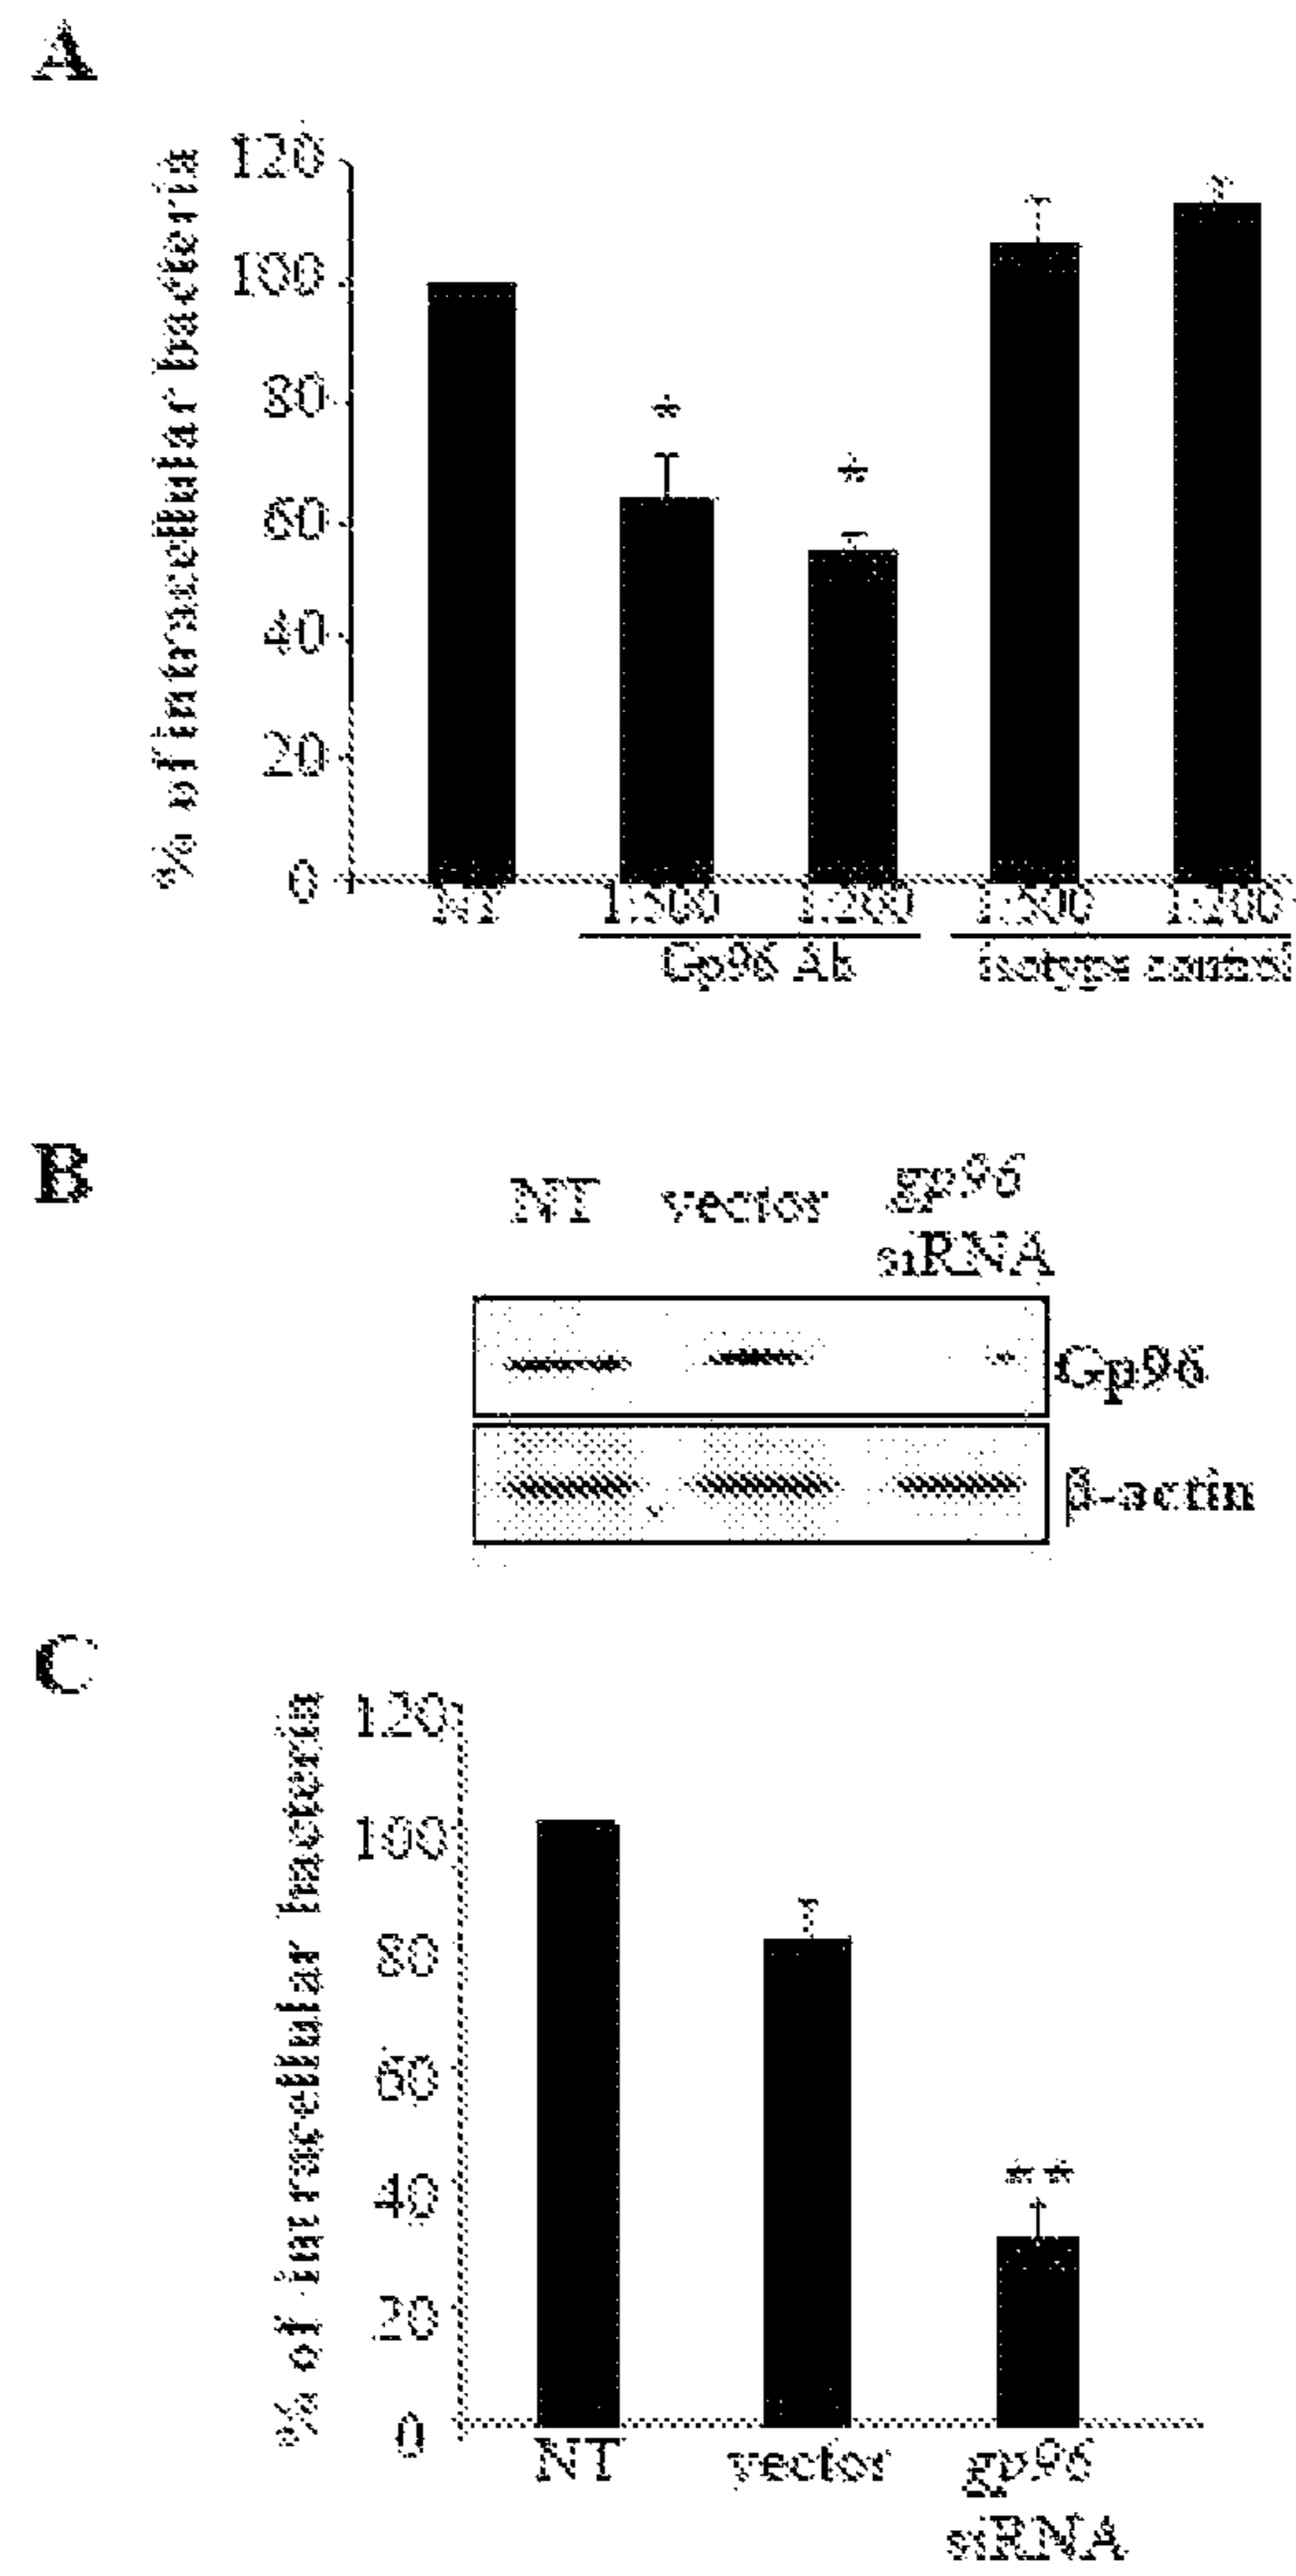 A
% of intracellular bacteria
120
100
80
60
40
20
0
*
*
NT 1:500 1:200 1:500 1:200
Gp96 Ab isotype control
B
NT vector gp96
siRNA
Gp96
β-actin
C
% of intracellular bacteria
120
100
80
60
40
20
0
**
NT vector gp96
siRNA